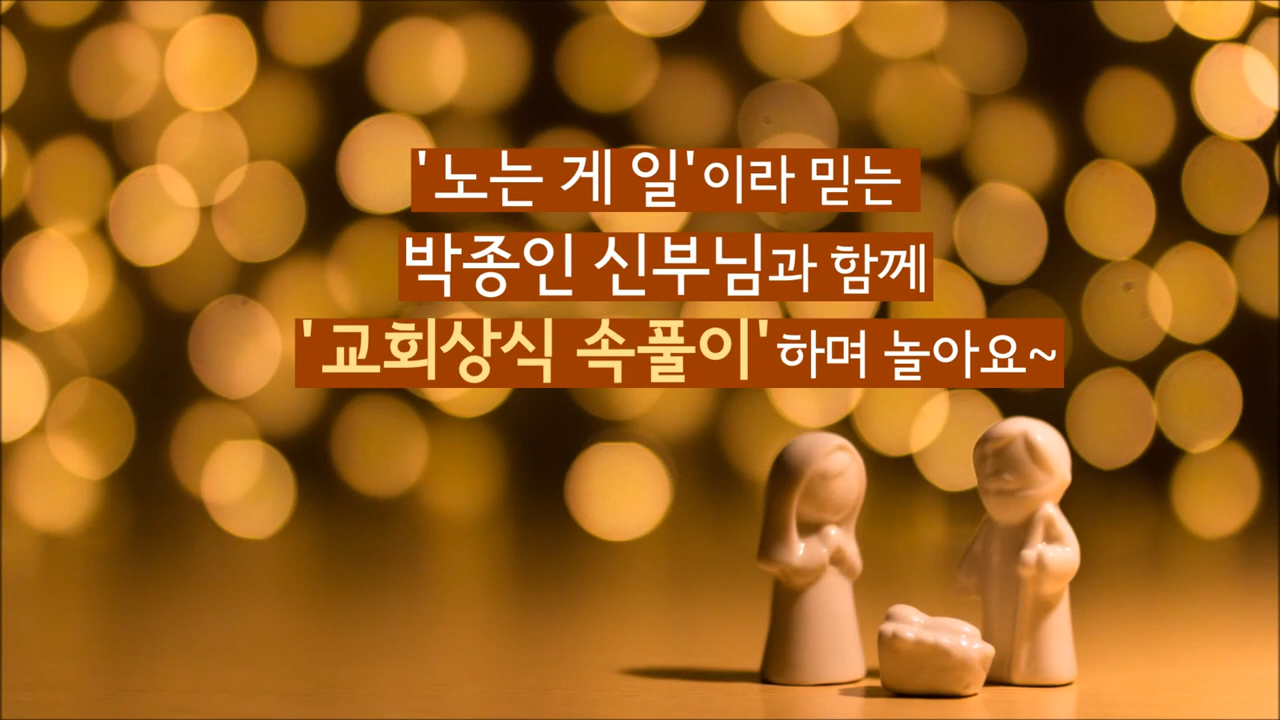 '노는 게 일'이라 믿는
박종인 신부님과 함께
'교회상식 속풀이'하며 놀아요~